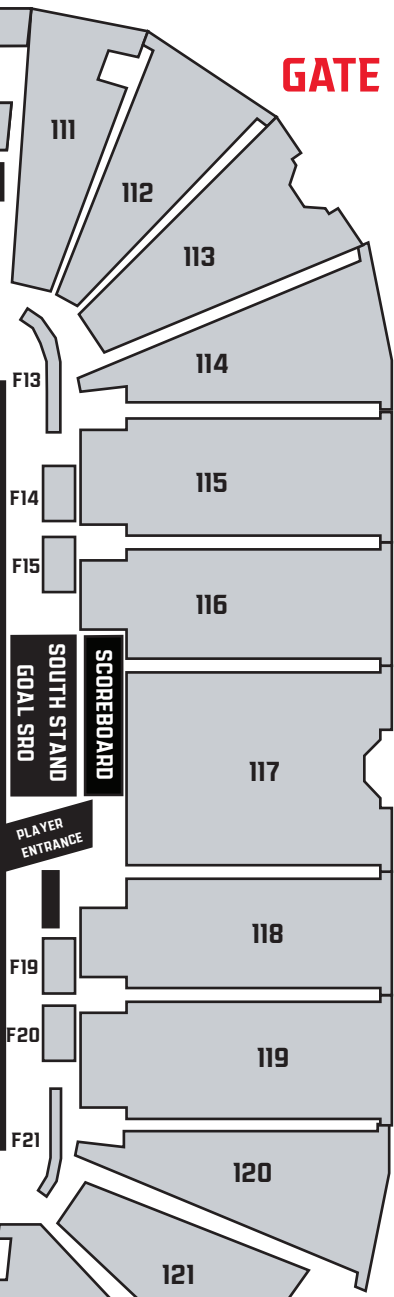 GATE
111
112
113
114
F13
115
F14
F15
116
SOUTH STAND
GOAL SRO
SCOREBOARD
117
PLAYER
ENTRANCE
118
F19
F20
119
F21
120
121